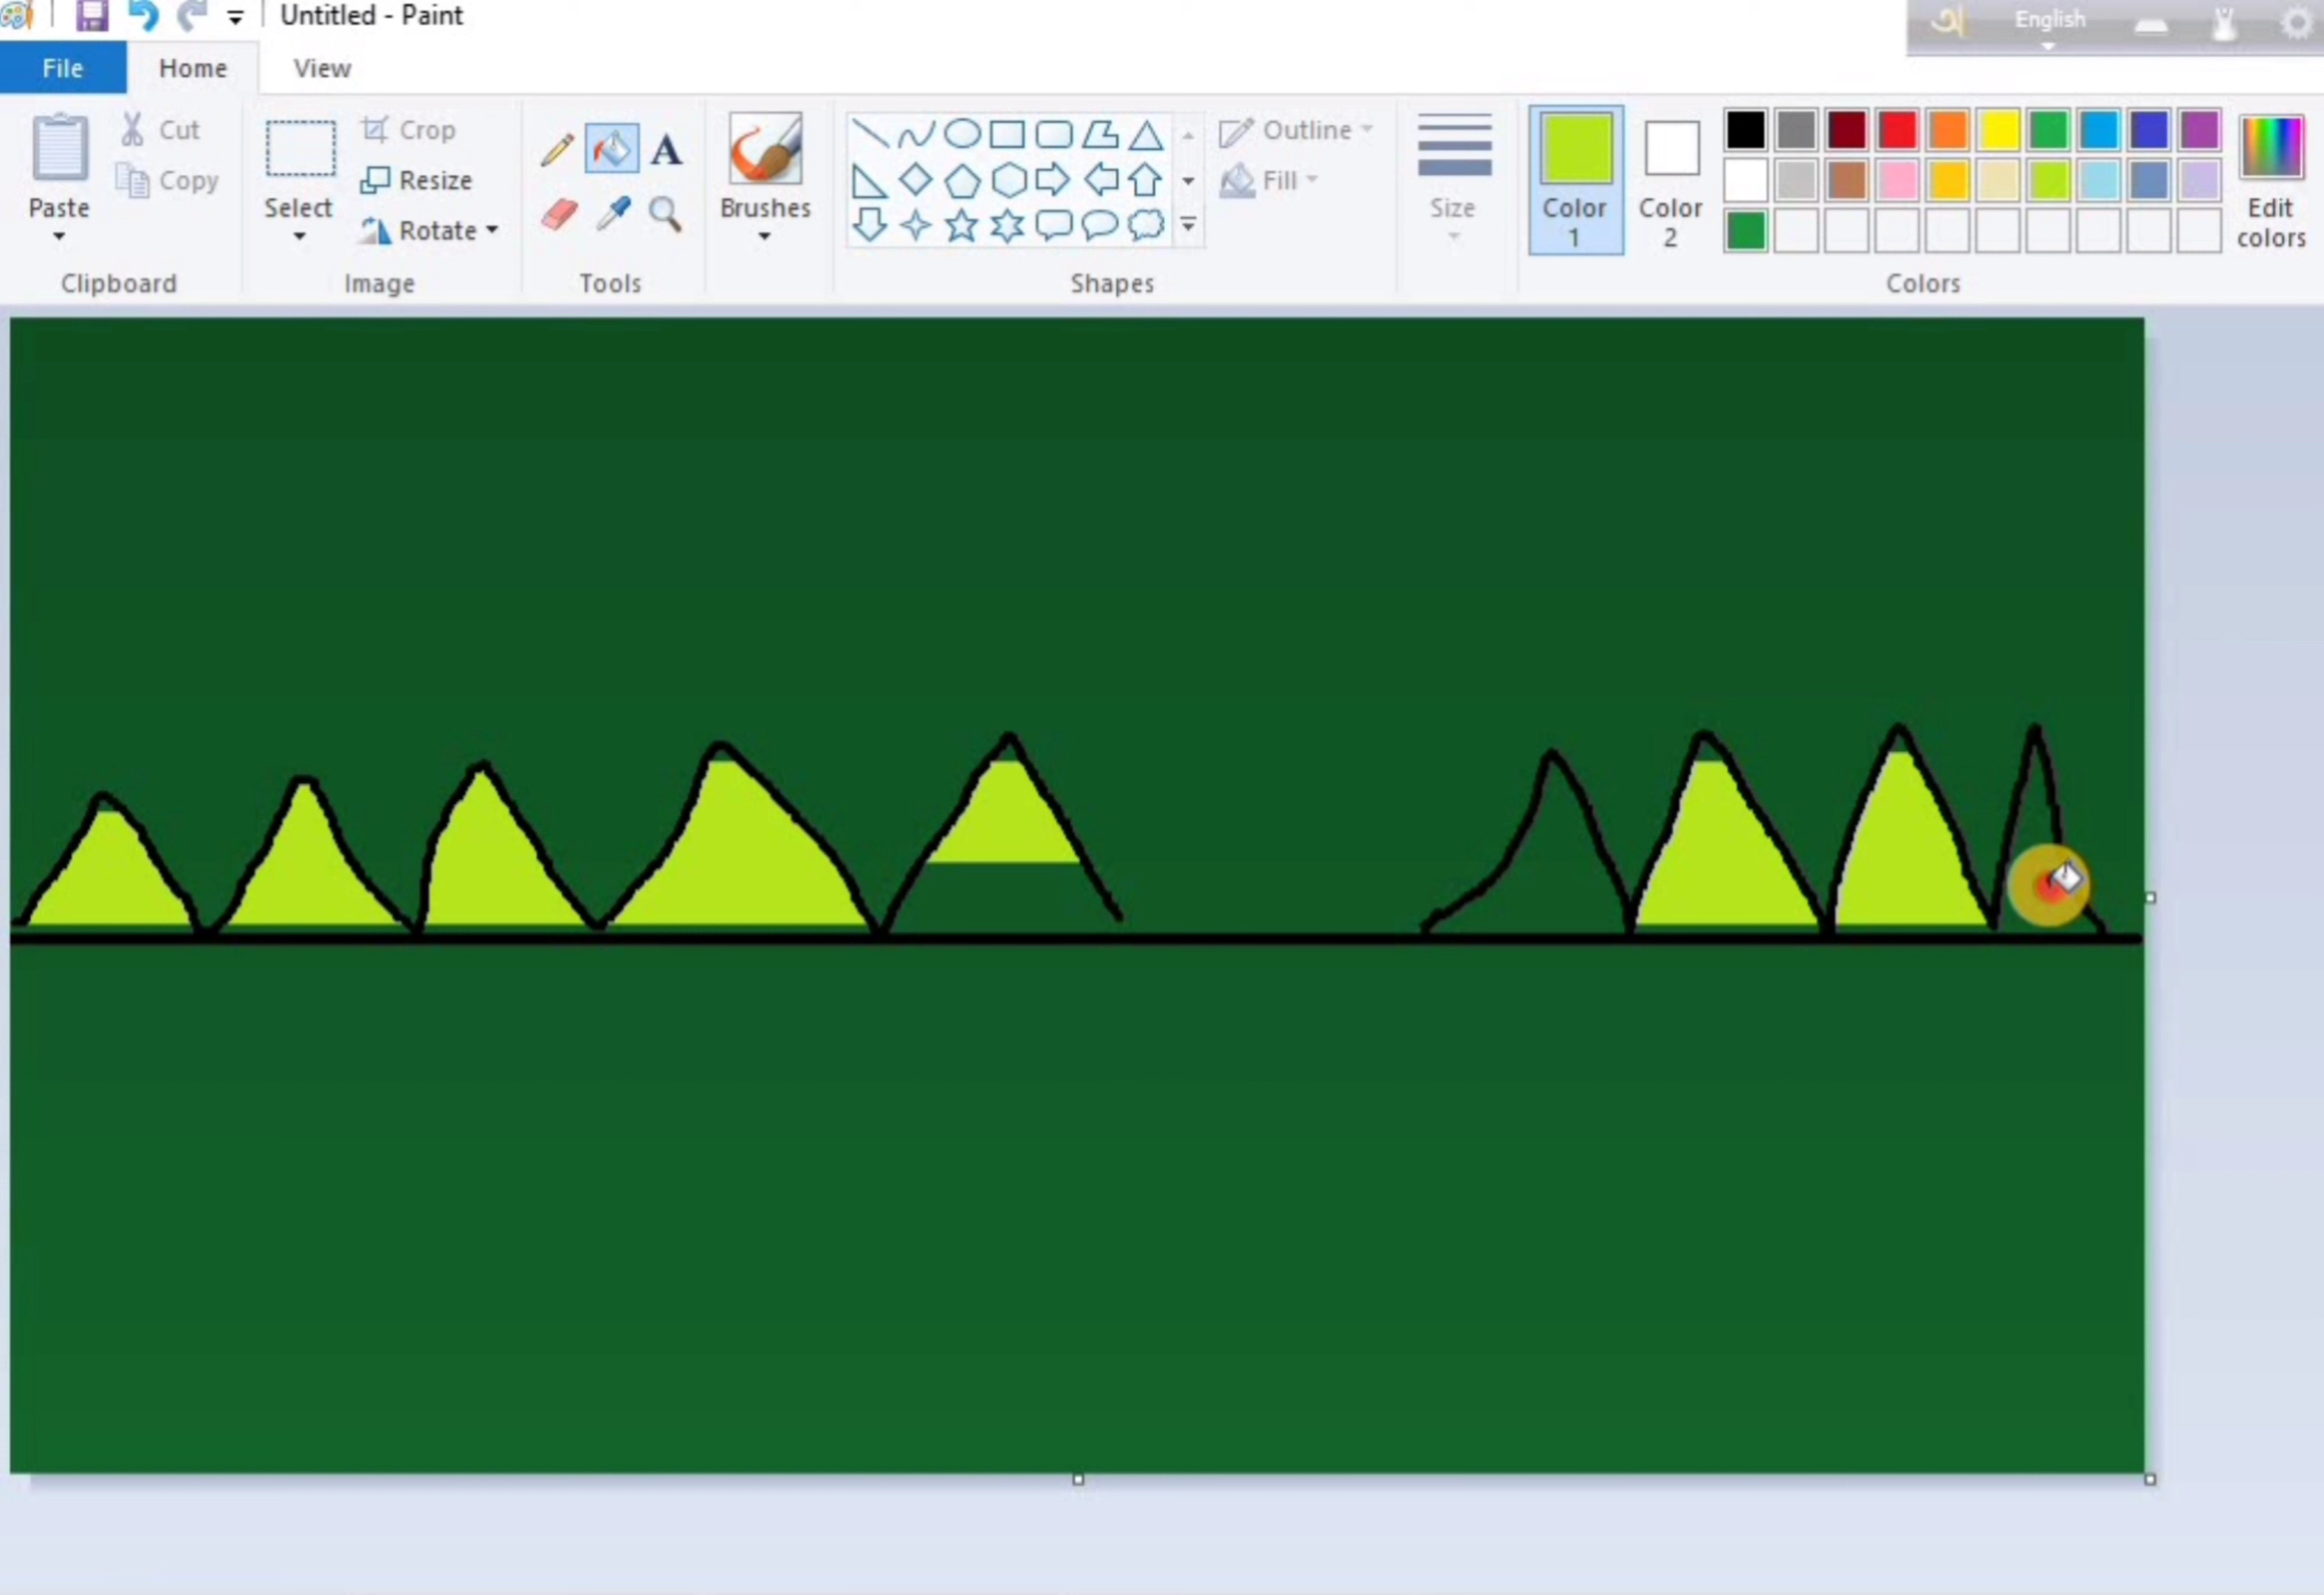 Untitled - Paint
অ English
File Home View
Cut Crop Outline
Copy Resize A Fill
Paste Select Rotate Brushes Size Color 1 Color 2 Edit colors
Clipboard Image Tools Shapes Colors